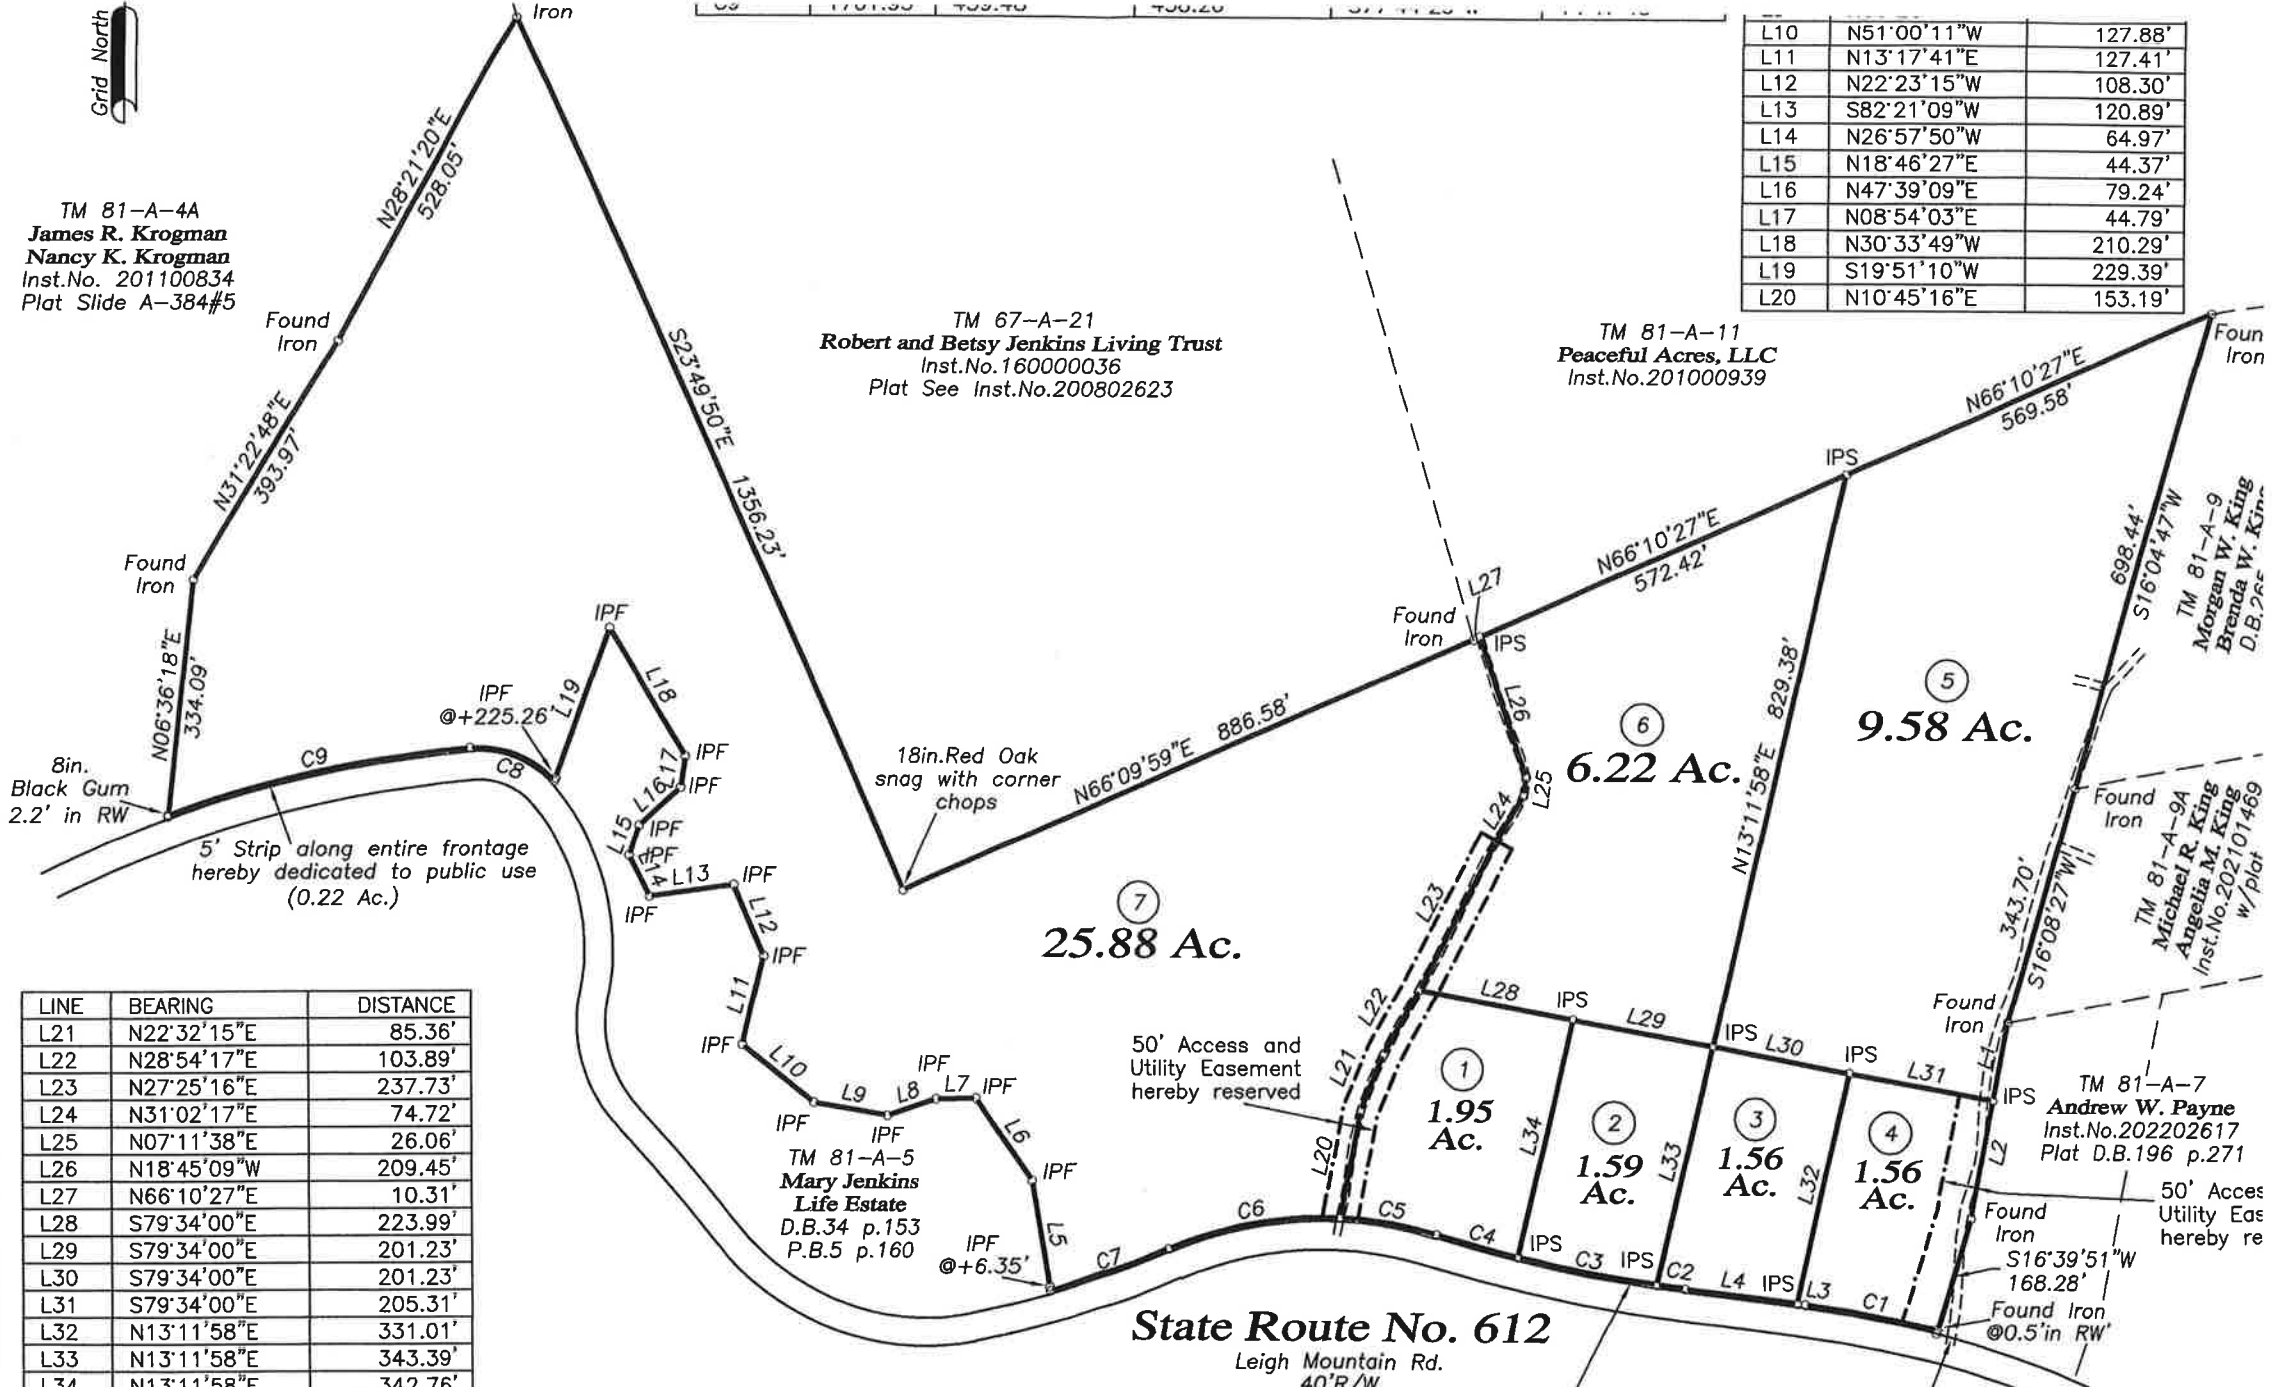 Grid North
Iron
L10 N51°00'11"W 127.88'
L11 N13°17'41"E 127.41'
L12 N22°23'15"W 108.30'
L13 S82°21'09"W 120.89'
L14 N26°57'50"W 64.97'
L15 N18°46'27"E 44.37'
L16 N47°39'09"E 79.24'
L17 N08°54'03"E 44.79'
L18 N30°33'49"W 210.29'
L19 S19°51'10"W 229.39'
L20 N10°45'16"E 153.19'
TM 81-A-4A
James R. Krogman
Nancy K. Krogman
Inst.No. 201100834
Plat Slide A-384#5
N28°21'20"E
528.05'
Found
Iron
N31°22'48"E
393.97'
Found
Iron
N06°36'18"E
334.09'
8in.
Black Gum
2.2' in RW
S23°49'50"E 1356.23'
TM 67-A-21
Robert and Betsy Jenkins Living Trust
Inst.No.160000036
Plat See Inst.No.200802623
TM 81-A-11
Peaceful Acres, LLC
Inst.No.201000939
N66°10'27"E
569.58'
Foun
Iron
IPS
N66°10'27"E
572.42'
L27
Found
Iron
IPS
698.44'
S16°04'47"W
TM 81-A-9
Morgan W. King
Brenda W. King
D.B.265
IPF
L19
L18
IPF
@+225.26'
C9
C8
L17
IPF
L16
IPF
L15
IPF
IPF
L14
L13
IPF
IPF
L12
IPF
L11
IPF
L10
IPF
L9
IPF
L8
IPF
L7
IPF
L6
IPF
L5
IPF
@+6.35'
5' Strip along entire frontage
hereby dedicated to public use
(0.22 Ac.)
18in.Red Oak
snag with corner
chops
N66°09'59"E 886.58'
L26
L25
L24
L23
L22
L21
L20
6
6.22 Ac.
829.38'
N13°11'58"E
5
9.58 Ac.
Found
Iron
TM 81-A-9A
Michael R. King
Angelia M. King
Inst.No.202101469
w/plat
343.70'
S16°08'27"W
Found
Iron
7
25.88 Ac.
50' Access and
Utility Easement
hereby reserved
L28
IPS
L29
IPS
L30
IPS
L31
IPS
L1
L2
1
1.95
Ac.
L34
2
1.59
Ac.
L33
3
1.56
Ac.
L32
4
1.56
Ac.
TM 81-A-7
Andrew W. Payne
Inst.No.202202617
Plat D.B.196 p.271
50' Acces
Utility Eas
hereby re
Found
Iron
S16°39'51"W
168.28'
Found Iron
@0.5'in RW
TM 81-A-5
Mary Jenkins
Life Estate
D.B.34 p.153
P.B.5 p.160
C7
C6
C5
C4
IPS
C3
IPS
C2
L4
IPS
L3
C1
State Route No. 612
Leigh Mountain Rd.
40'R/W
LINE BEARING DISTANCE
L21 N22°32'15"E 85.36'
L22 N28°54'17"E 103.89'
L23 N27°25'16"E 237.73'
L24 N31°02'17"E 74.72'
L25 N07°11'38"E 26.06'
L26 N18°45'09"W 209.45'
L27 N66°10'27"E 10.31'
L28 S79°34'00"E 223.99'
L29 S79°34'00"E 201.23'
L30 S79°34'00"E 201.23'
L31 S79°34'00"E 205.31'
L32 N13°11'58"E 331.01'
L33 N13°11'58"E 343.39'
L34 N13°11'58"E 342.76'